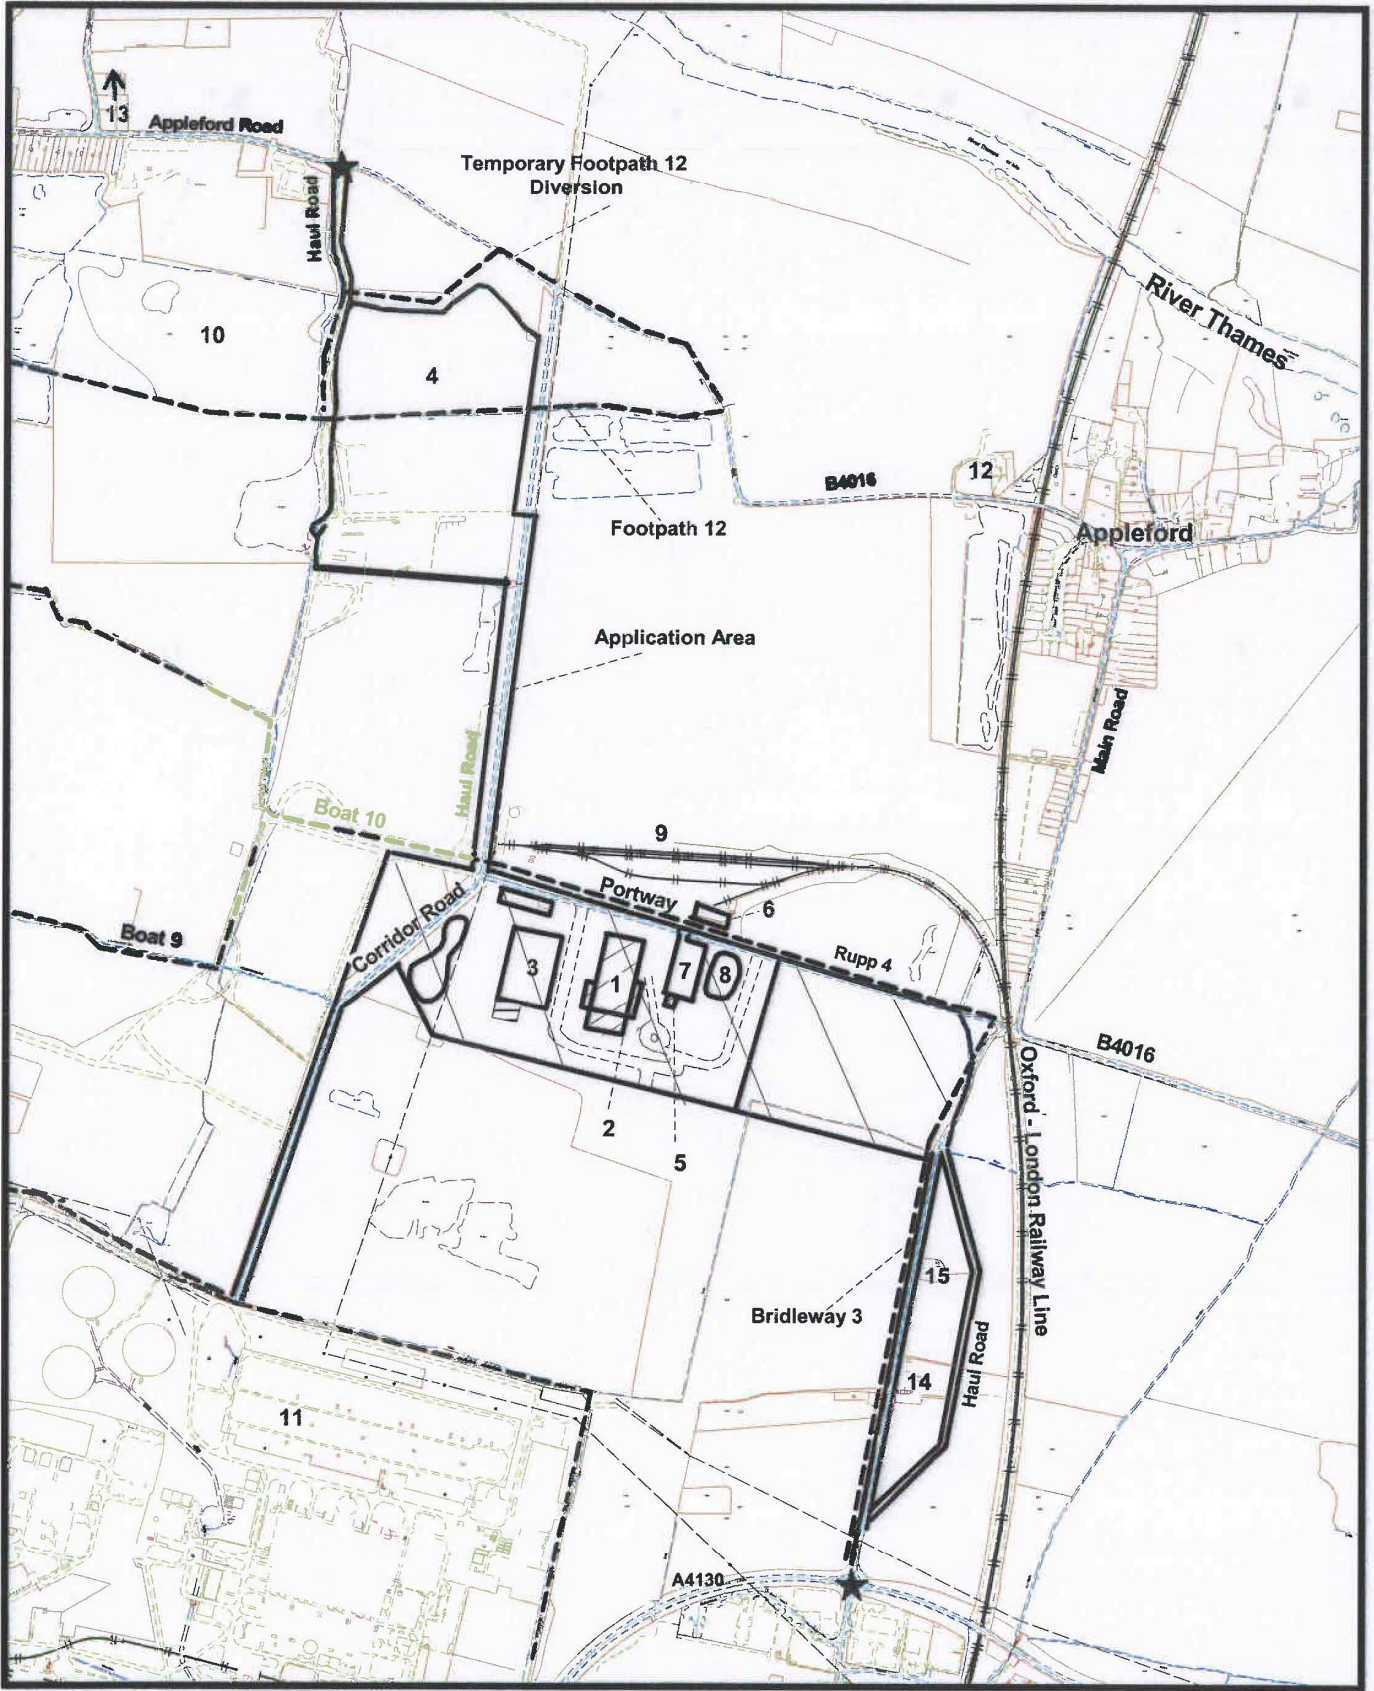 13
Appleford Road
Temporary Footpath 12
Diversion
Haul Road
River Thames
10
4
12
B4016
Footpath 12
Appleford
Application Area
Main Road
Haul Road
Boat 10
9
Portway
6
Corridor Road
Boat 9
Rupp 4
3
1
7
8
B4016
Oxford - London Railway Line
2
5
15
Bridleway 3
Haul Road
14
11
A4130